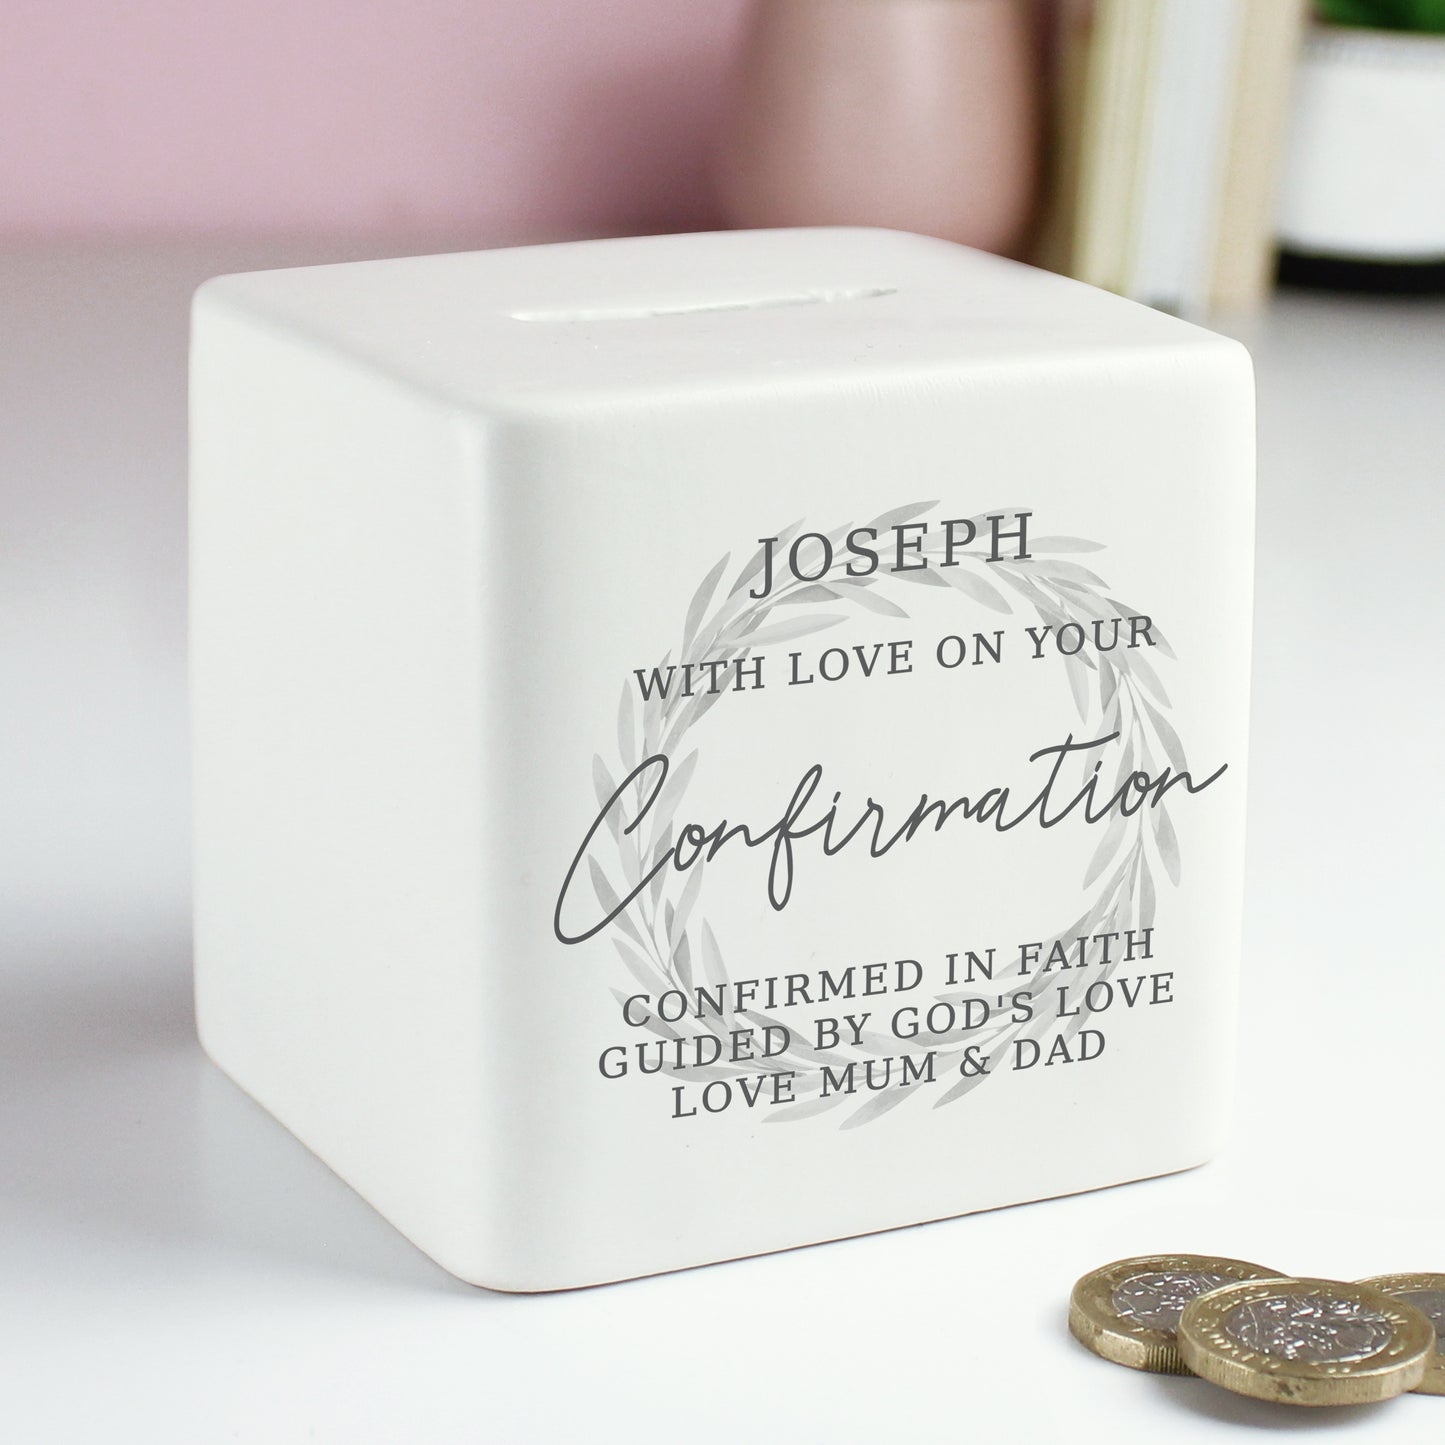 JOSEPH
WITH LOVE ON YOUR
Confirmation
CONFIRMED IN FAITH
GUIDED BY GOD'S LOVE
LOVE MUM & DAD